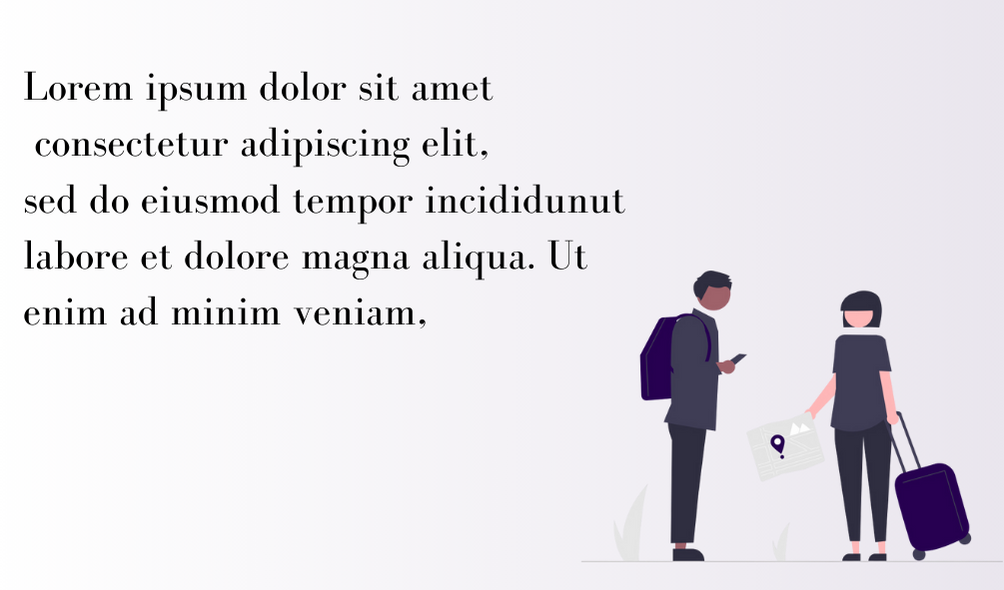 Lorem ipsum dolor sit amet
consectetur adipiscing elit,
sed do eiusmod tempor incididunut
labore et dolore magna aliqua. Ut
enim ad minim veniam,